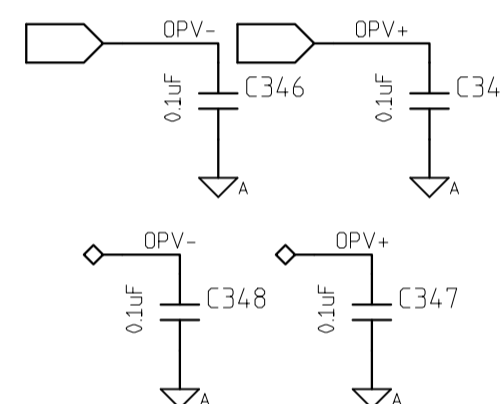 OPV-
OPV+
0.1uF
C346
0.1uF
C34
A
A
OPV-
OPV+
0.1uF
C348
0.1uF
C347
A
A